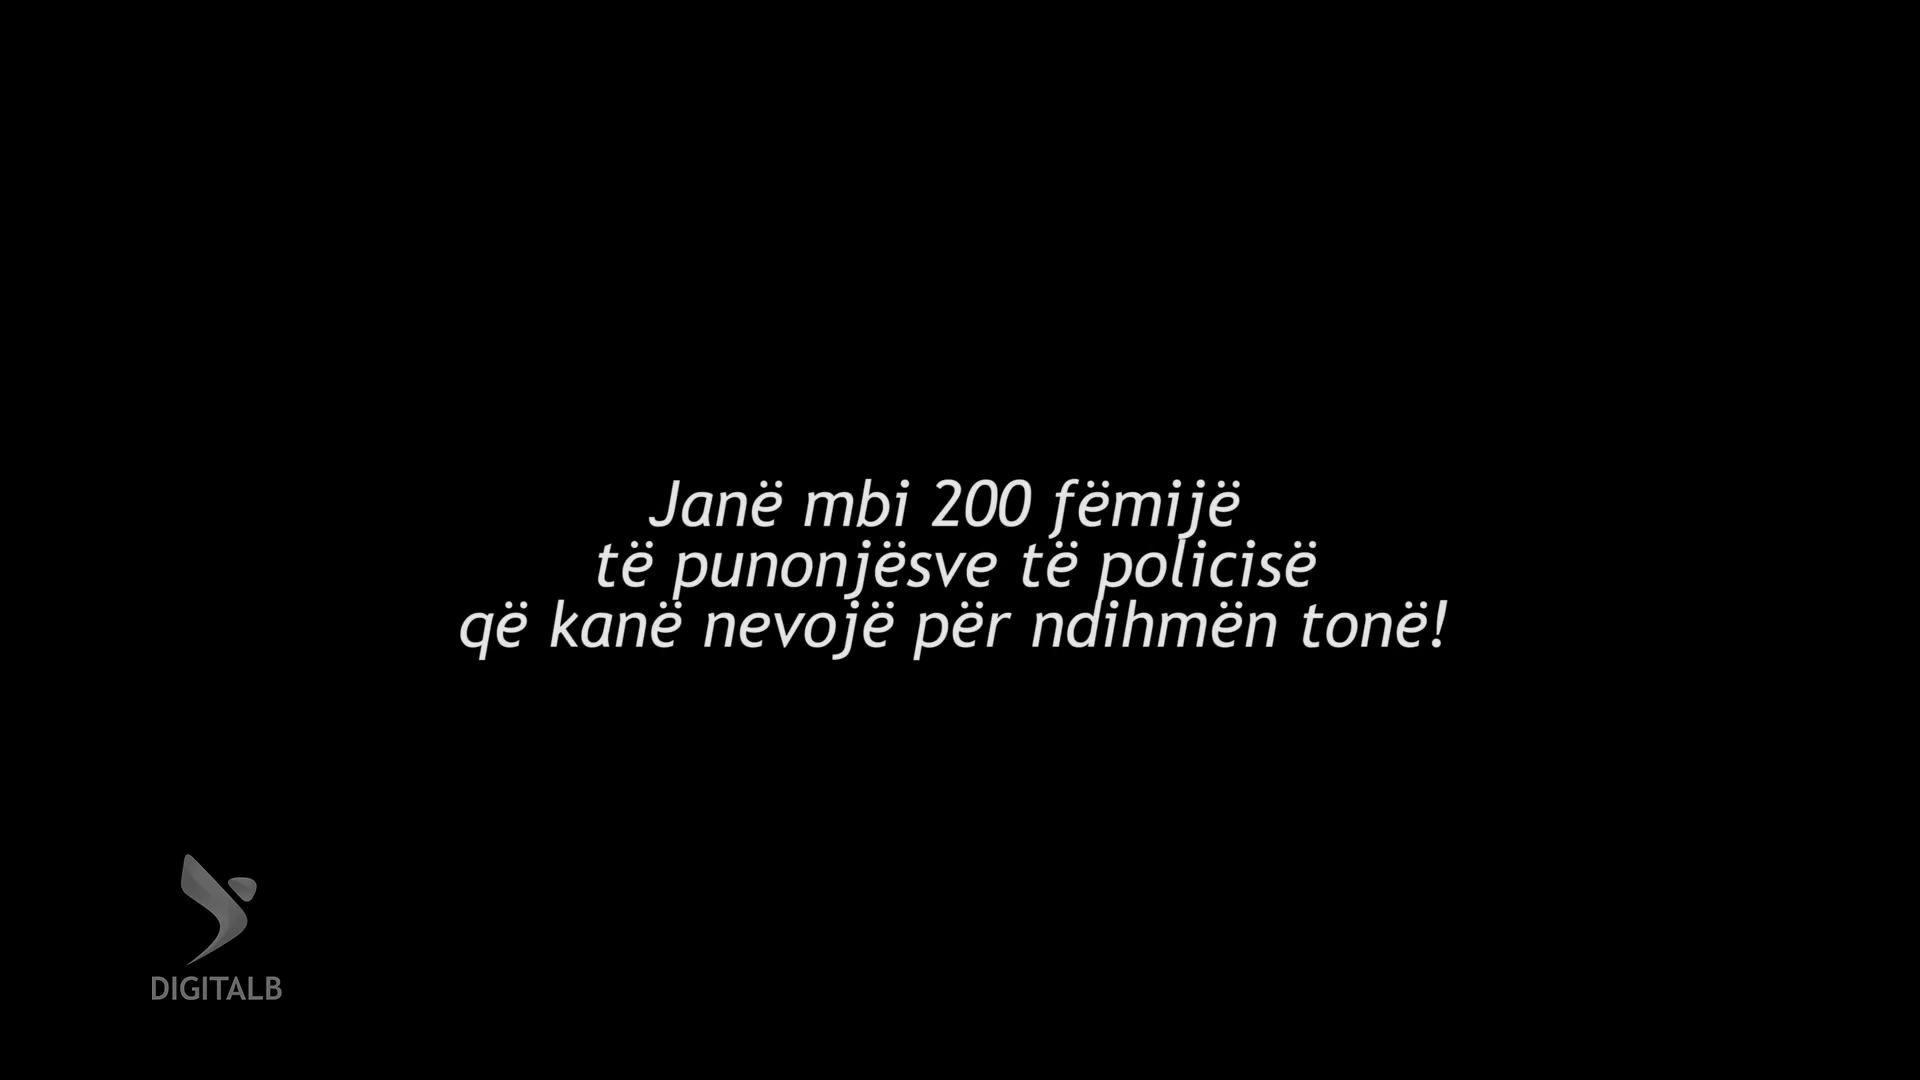 Janë mbi 200 fëmijë
të punonjësve të policisë
që kanë nevojë për ndihmën tonë!
DIGITALB